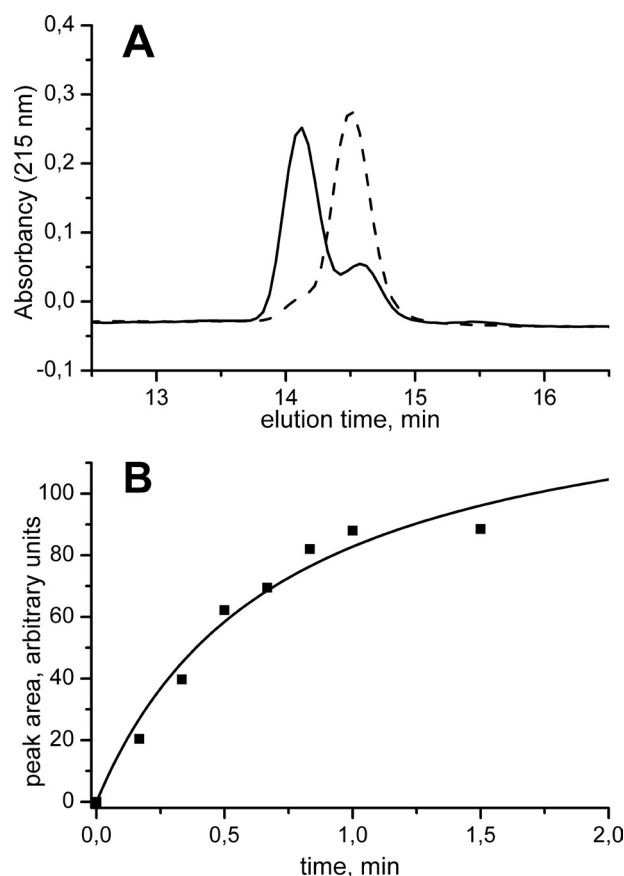 A
0,4
0,3
0,2
0,1
0,0
-0,1
Absorbancy (215 nm)
13 14 15 16
elution time, min
B
100
80
60
40
20
0
peak area, arbitrary units
0,0 0,5 1,0 1,5 2,0
time, min